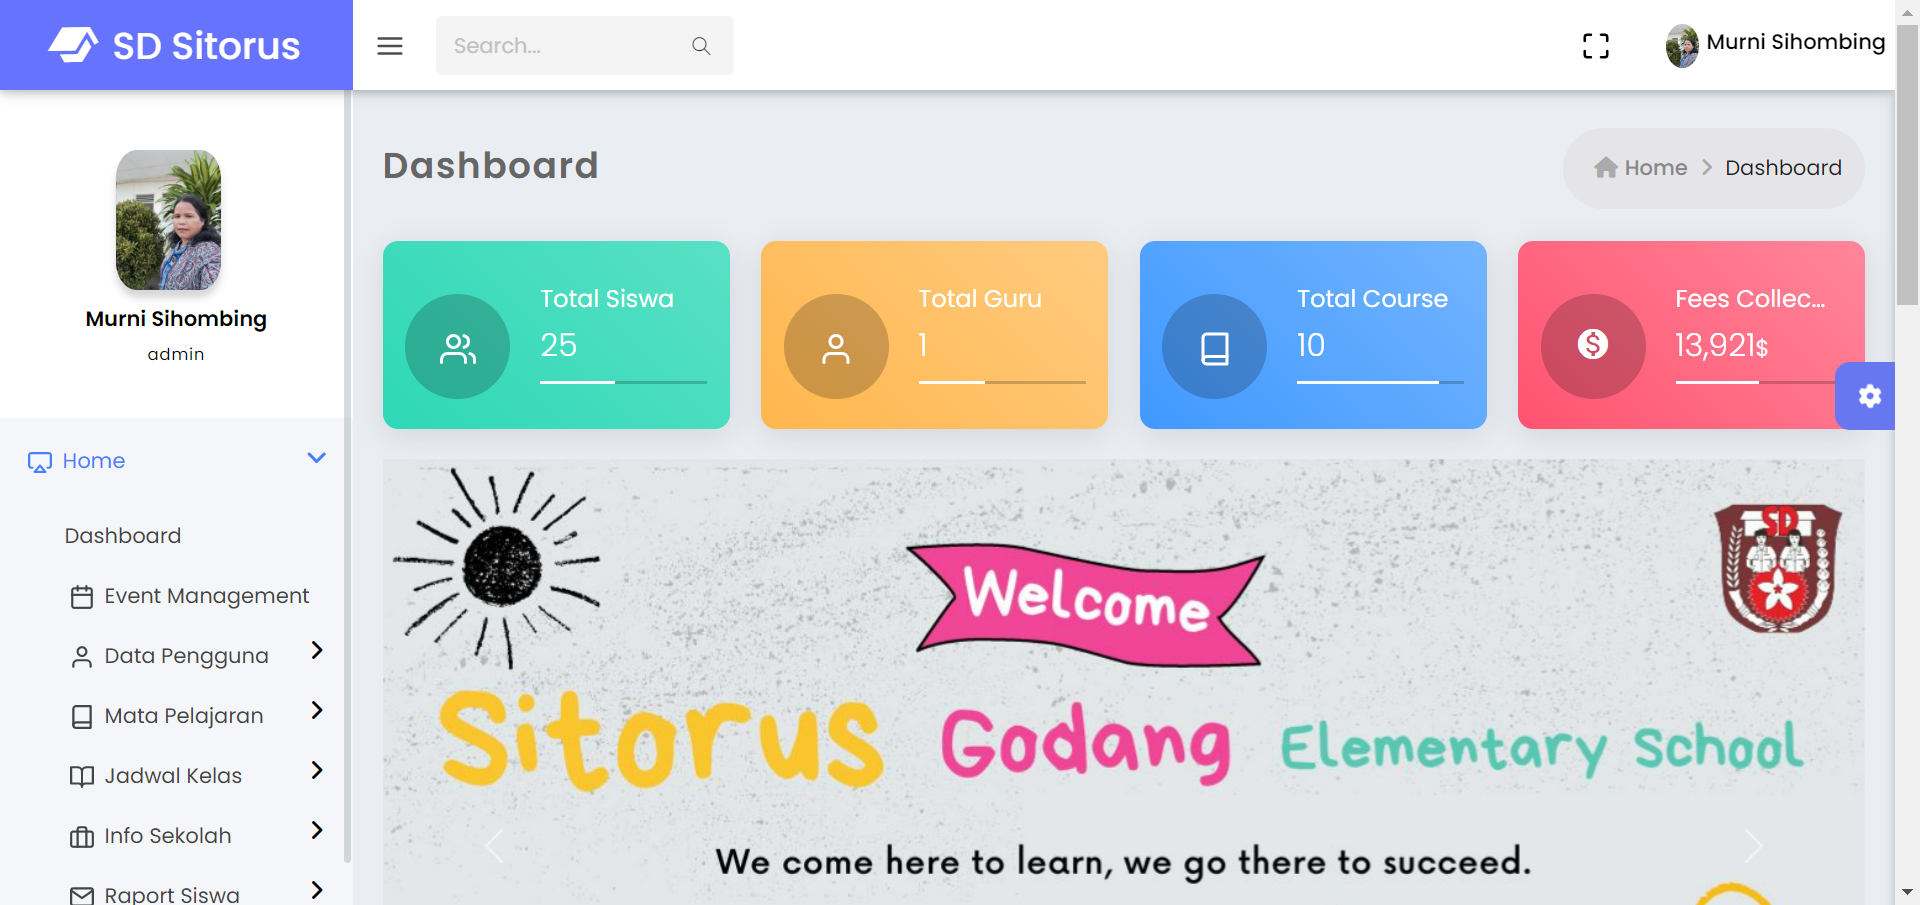 SD Sitorus
Search...
Murni Sihombing
Murni Sihombing
admin
Home
Dashboard
Event Management
Data Pengguna
Mata Pelajaran
Jadwal Kelas
Info Sekolah
Raport Siswa
Dashboard
Home
Dashboard
Total Siswa
25
Total Guru
1
Total Course
10
Fees Collec...
13,921$
SD
Welcome
Sitorus Godang Elementary School
We come here to learn, we go there to succeed.